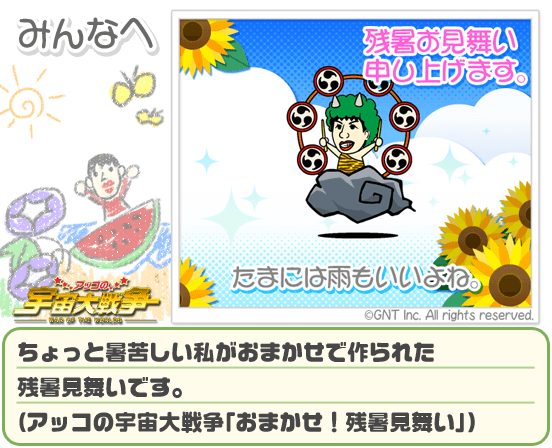 みんなへ
残暑お見舞い
申し上げます。
たまには雨もいいよね。
アッコの
宇宙大戦争
WAR OF THE WORLDS
©GNT Inc. All rights reserved.
ちょっと暑苦しい私がおまかせで作られた
残暑見舞いです。
(アッコの宇宙大戦争「おまかせ！残暑見舞い」)